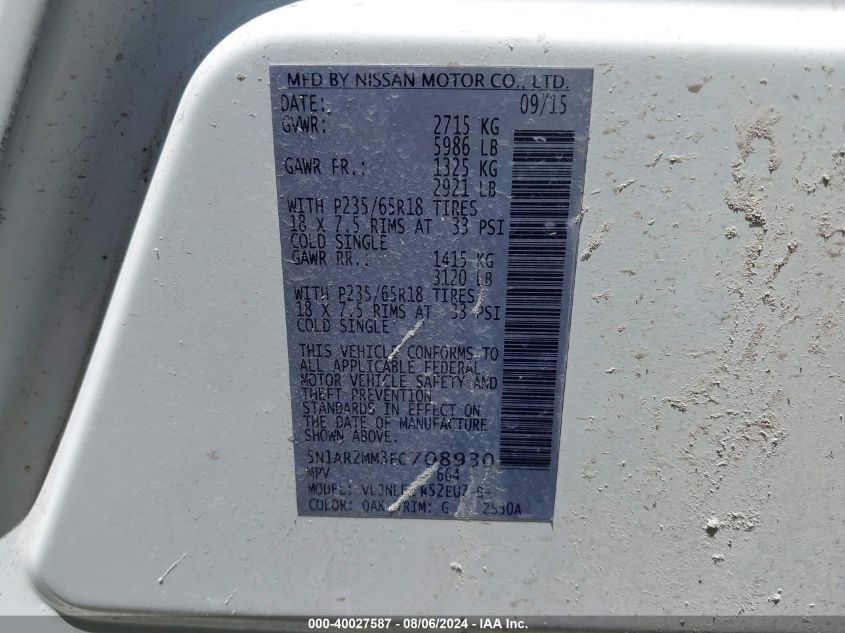 MFD BY NISSAN MOTOR CO., LTD.
DATE: 09/15
GVWR: 2715 KG
5986 LB
GAWR FR.: 1325 KG
2921 LB
WITH P235/65R18 TIRES
18 X 7.5 RIMS AT 33 PSI
COLD SINGLE
GAWR RR.: 1415 KG
3120 LB
WITH P235/65R18 TIRES
18 X 7.5 RIMS AT 33 PSI
COLD SINGLE
THIS VEHICLE CONFORMS TO
ALL APPLICABLE FEDERAL
MOTOR VEHICLE SAFETY AND
THEFT PREVENTION
STANDARDS IN EFFECT ON
THE DATE OF MANUFACTURE
SHOWN ABOVE.
5N1AR2MM3FC708930
MPV 664
MODEL:
COLOR: QAK TRIM: G
000-40027587 - 08/06/2024 - IAA Inc.